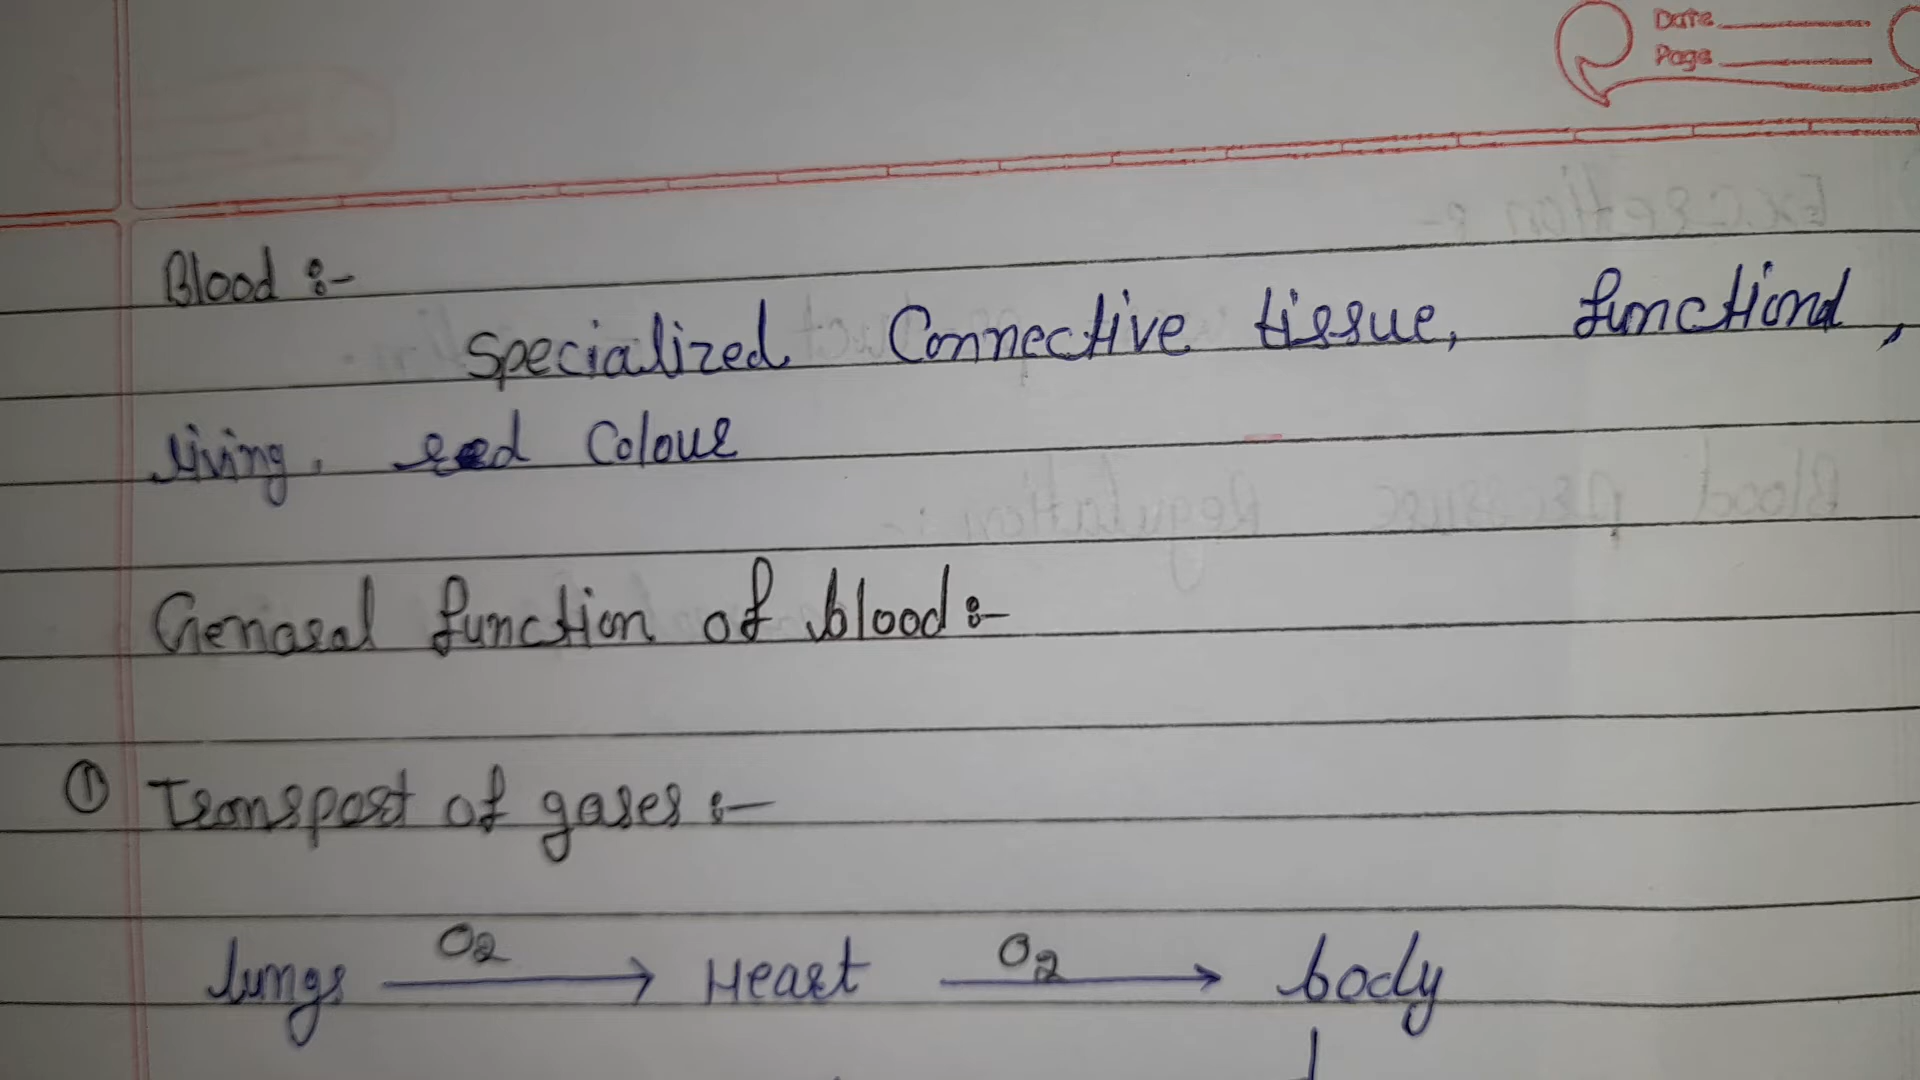 Date
Page
Blood :-
Specialized Connective tissue, functional,
living, red Colour
Genaral function of blood :-
① Transport of gases :-
lungs O2 → Heart O2 → body